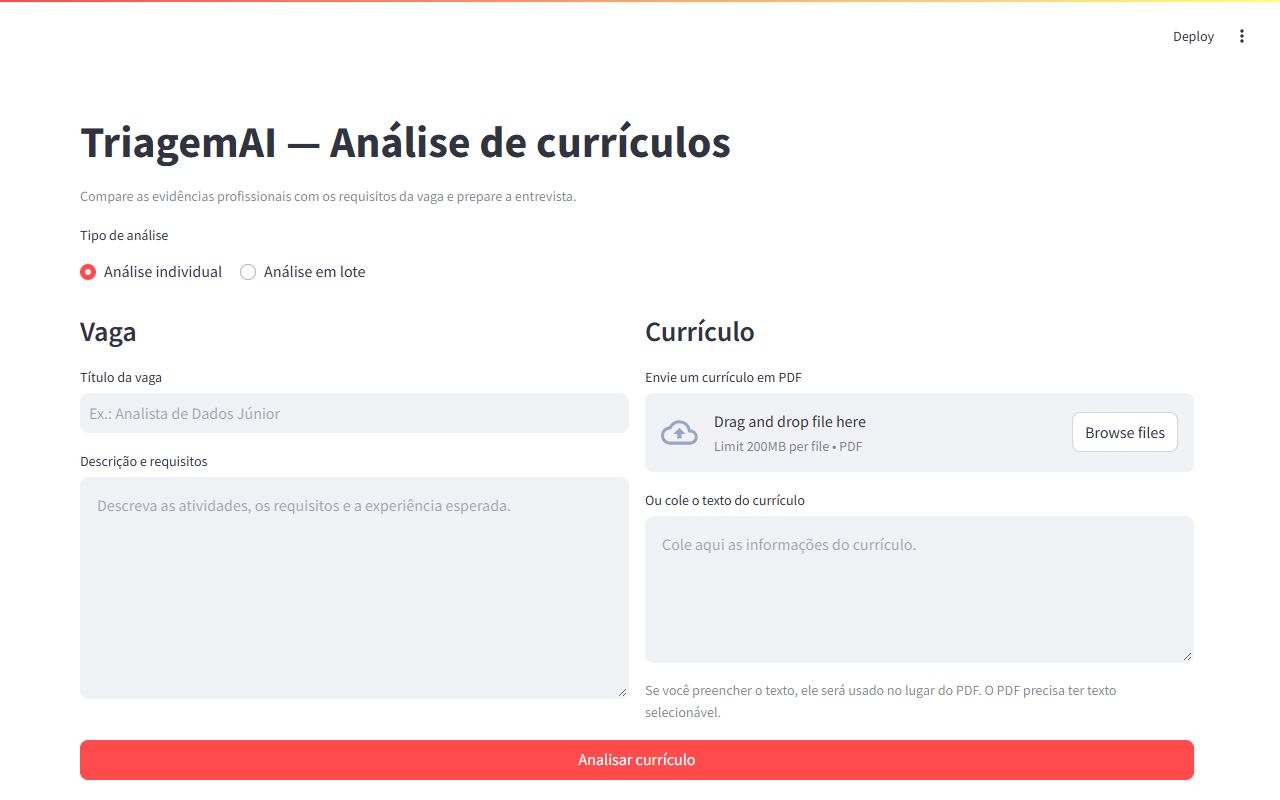 Deploy
TriagemAI — Análise de currículos
Compare as evidências profissionais com os requisitos da vaga e prepare a entrevista.
Tipo de análise
Análise individual
Análise em lote
Vaga
Título da vaga
Ex.: Analista de Dados Júnior
Descrição e requisitos
Descreva as atividades, os requisitos e a experiência esperada.
Currículo
Envie um currículo em PDF
Drag and drop file here
Limit 200MB per file • PDF
Browse files
Ou cole o texto do currículo
Cole aqui as informações do currículo.
Se você preencher o texto, ele será usado no lugar do PDF. O PDF precisa ter texto
selecionável.
Analisar currículo